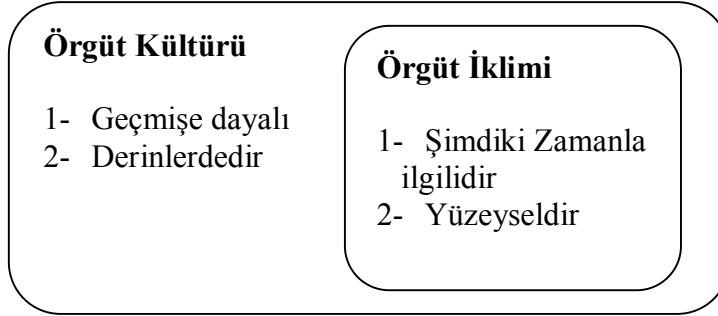 Örgüt Kültürü
1- Geçmişe dayalı
2- Derinlerdedir
Örgüt İklimi
1- Şimdiki Zamanla
ilgilidir
2- Yüzeyseldir